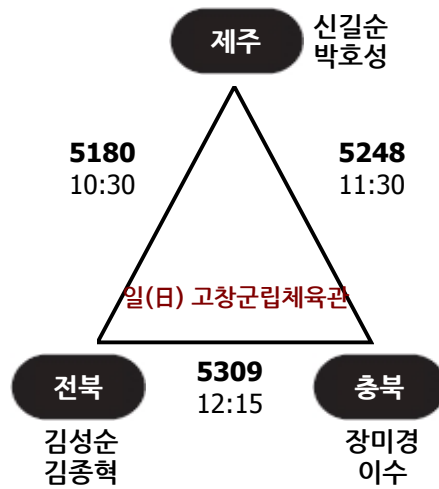 제주
신길순
박호성
5180
10:30
5248
11:30
일(日) 고창군립체육관
전북
5309
12:15
충북
김성순
김종혁
장미경
이수